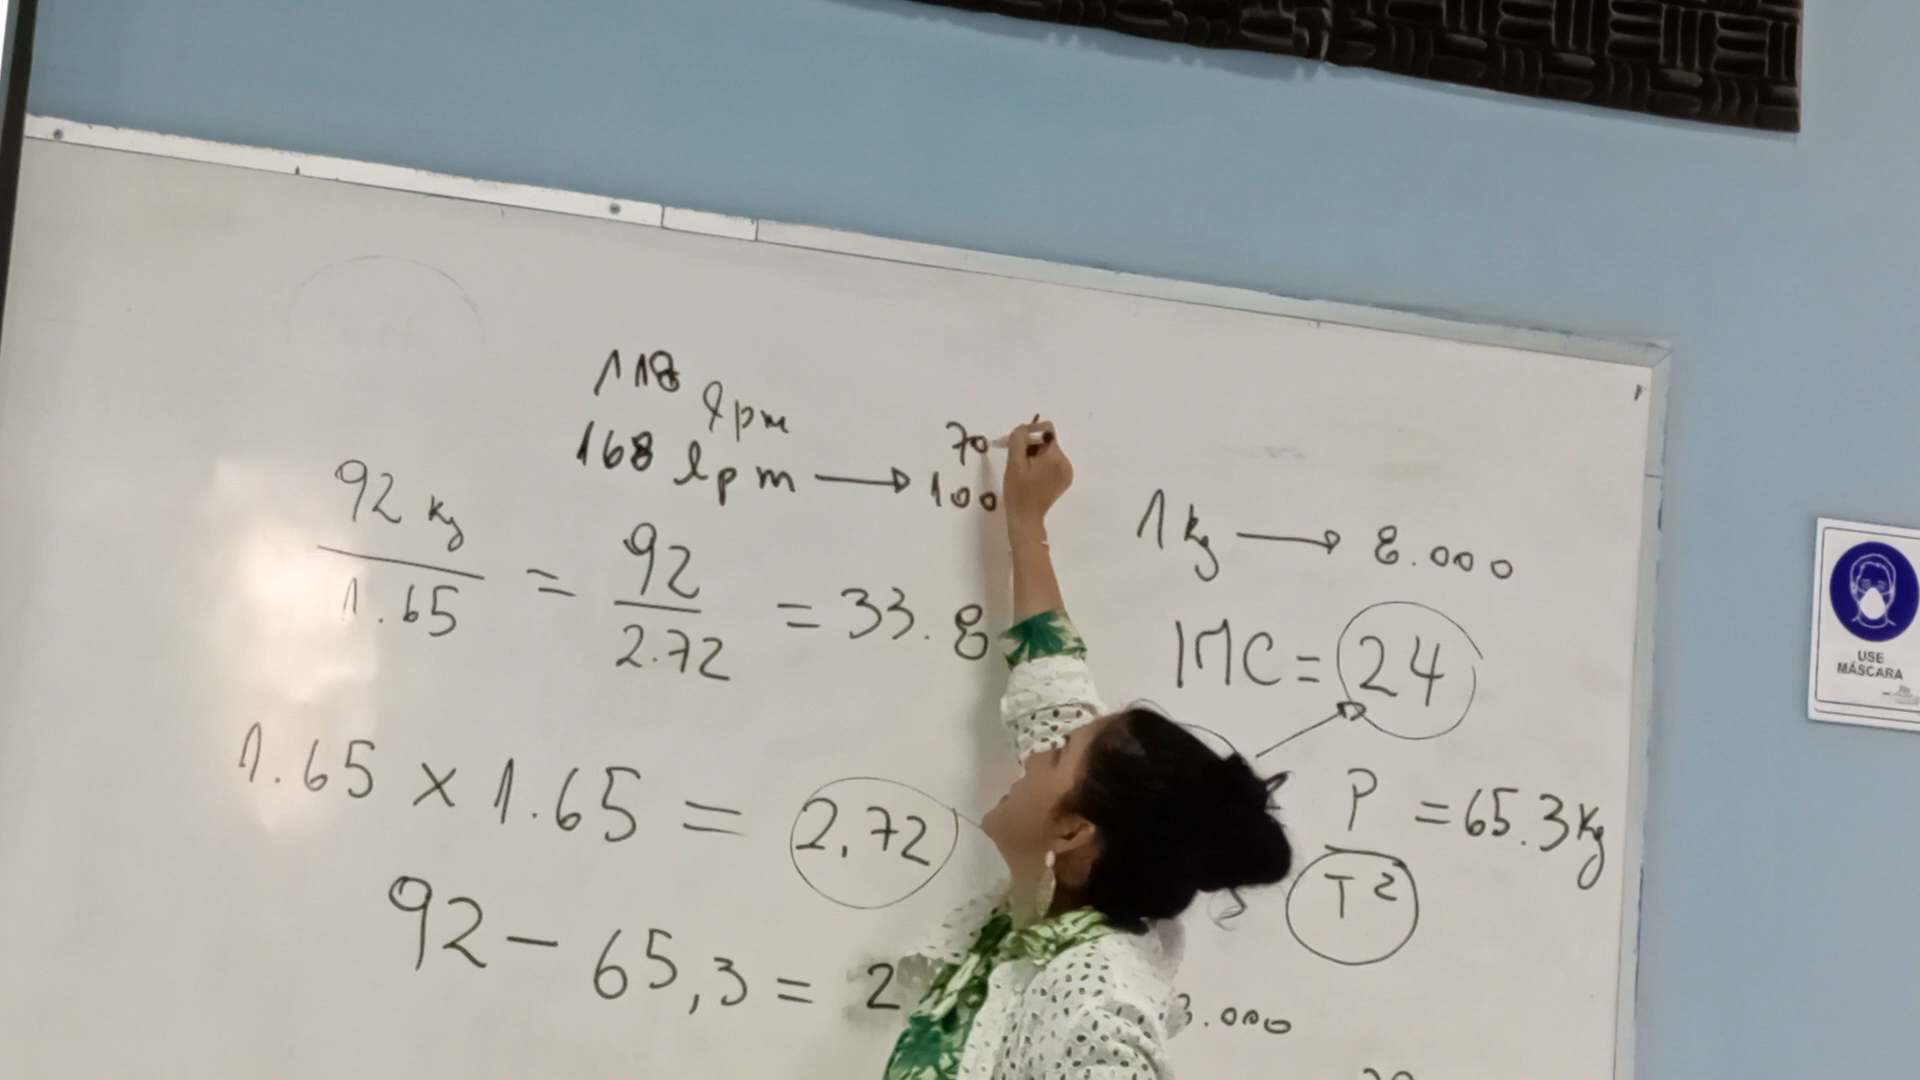 118 lpm
168 lpm → 70
100
92 kg / 1.65 = 92 / 2.72 = 33.8
1.65 x 1.65 = 2.72
92 - 65,3 = 2
1 kg → 8.000
IMC = 24
P / T² = 65.3 kg
.000
USE
MÁSCARA